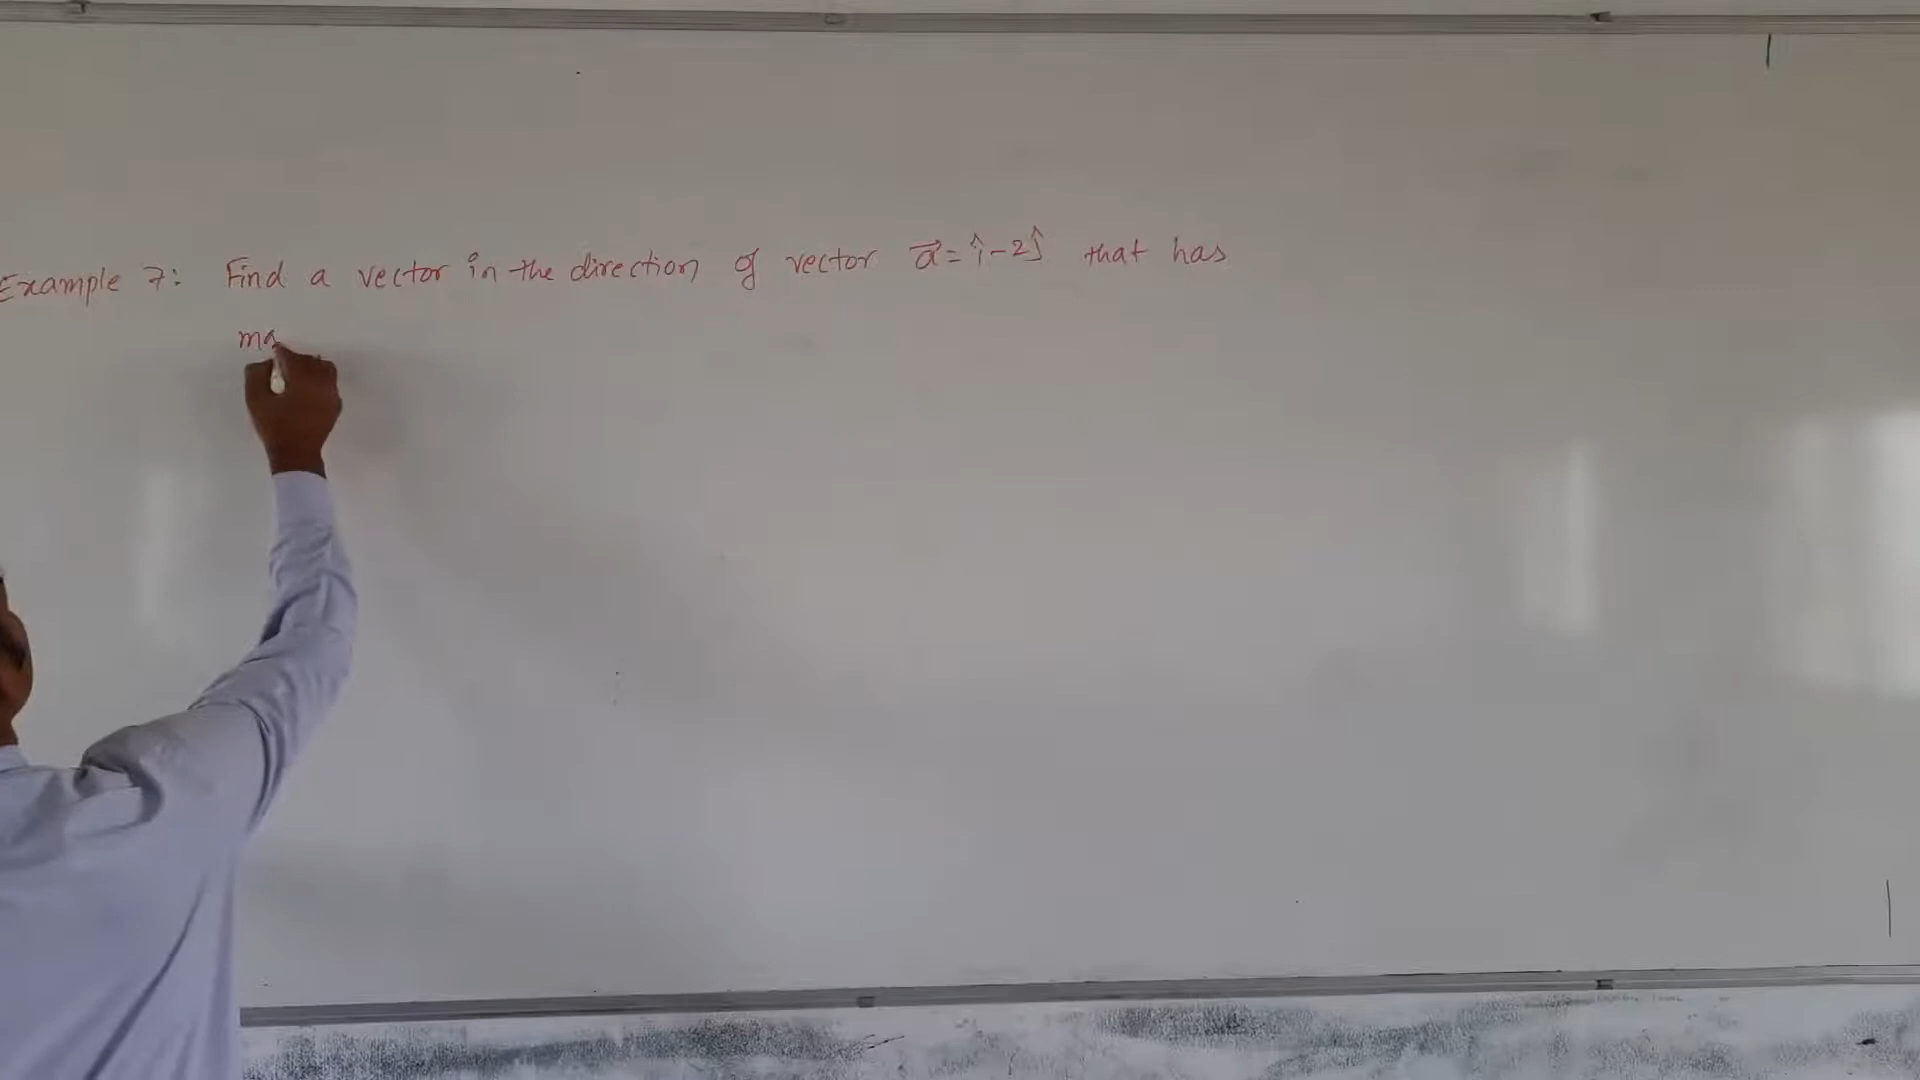 Example 7: Find a vector in the direction of vector a⃗ = î - 2ĵ that has
ma